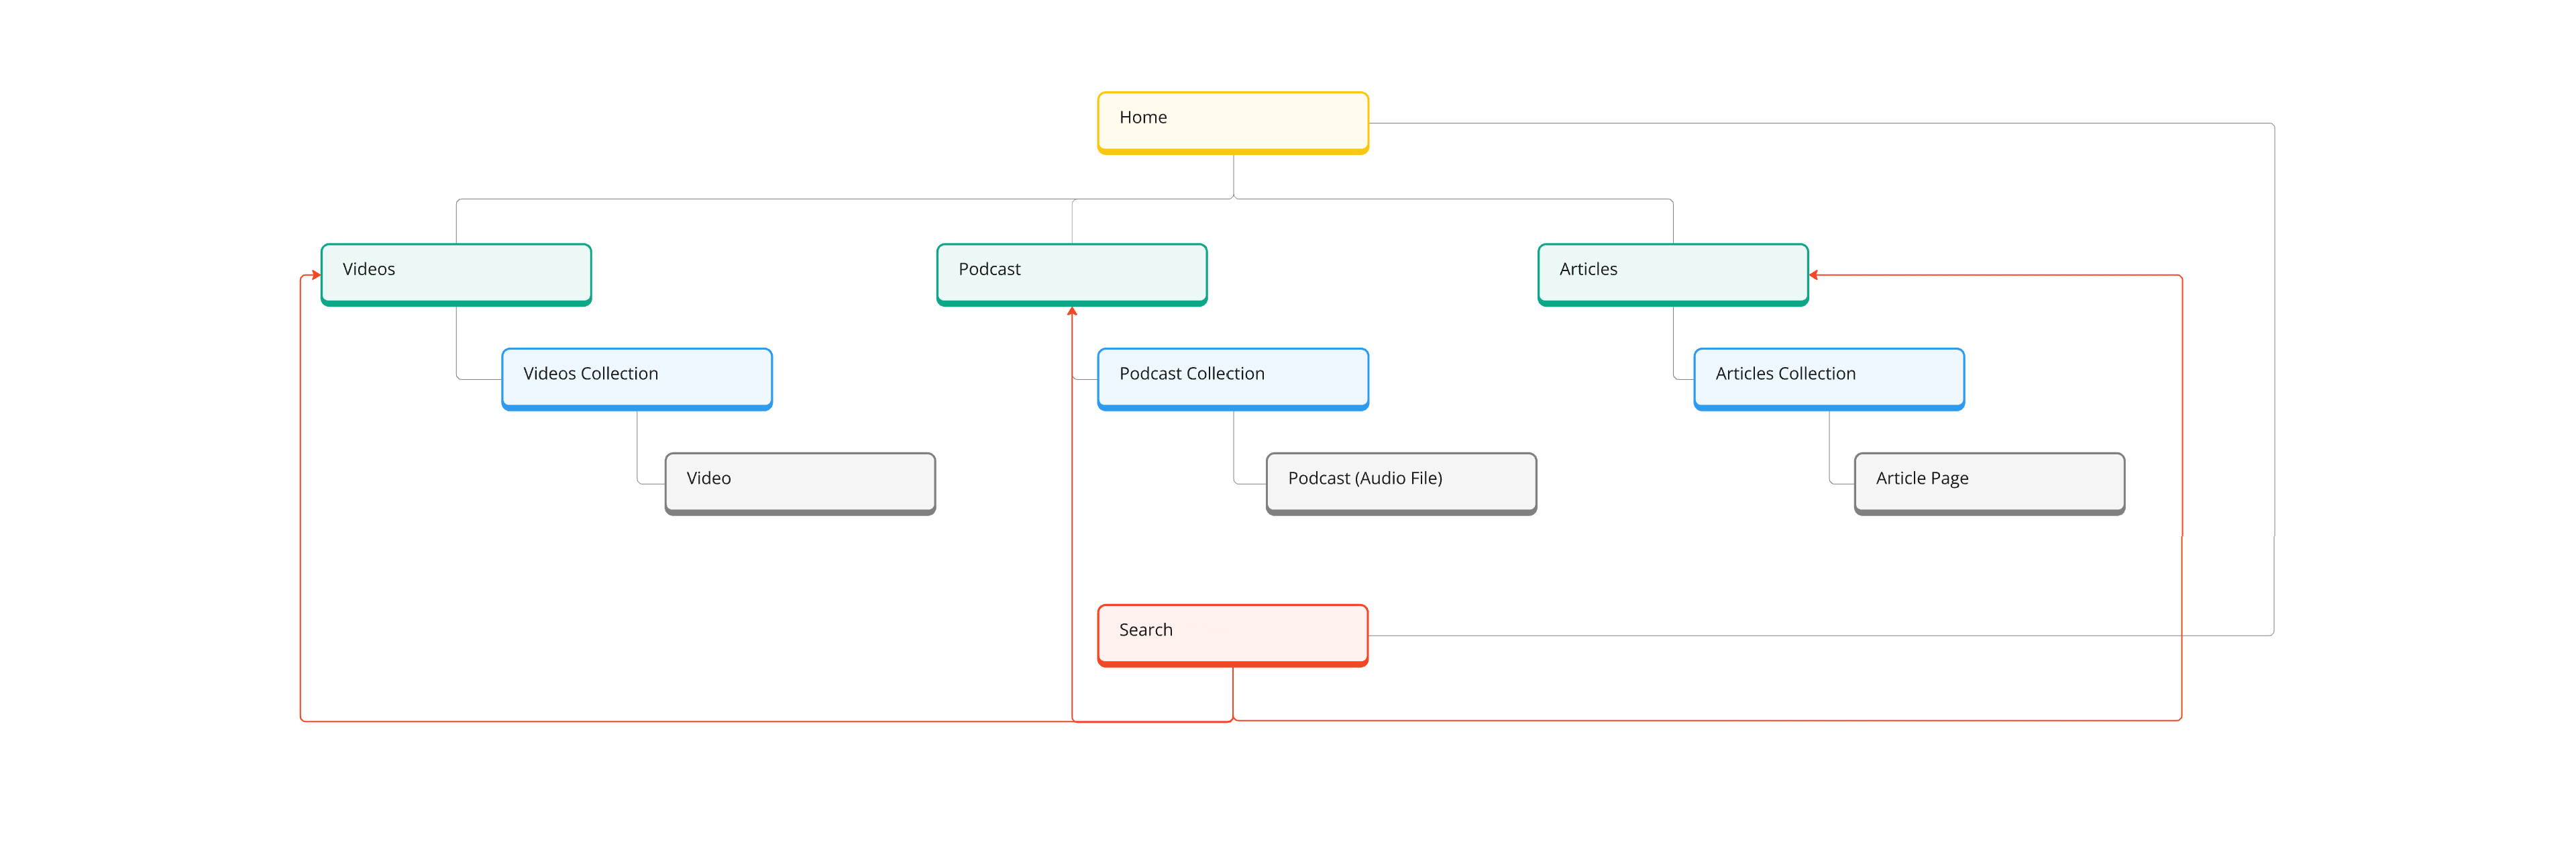 Home
Videos
Podcast
Articles
Videos Collection
Podcast Collection
Articles Collection
Video
Podcast (Audio File)
Article Page
Search